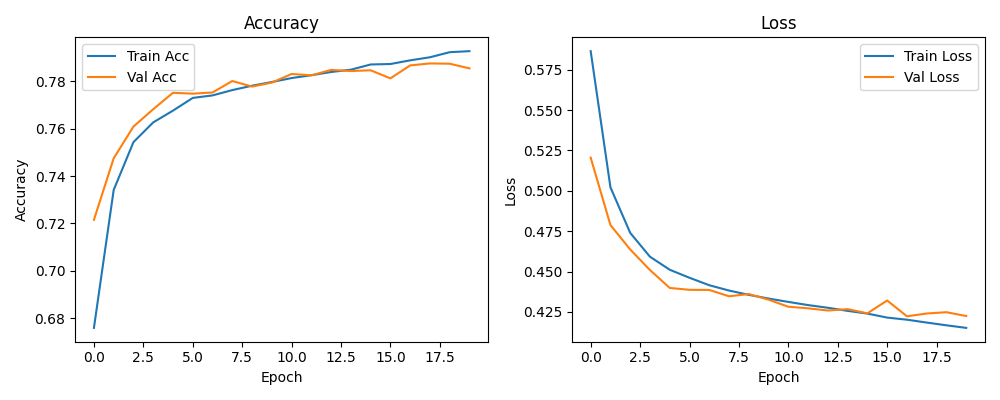 Accuracy
Train Acc
Val Acc
0.78
0.76
0.74
0.72
0.70
0.68
Accuracy
0.0 2.5 5.0 7.5 10.0 12.5 15.0 17.5
Epoch
Loss
Train Loss
Val Loss
0.575
0.550
0.525
0.500
0.475
0.450
0.425
Loss
0.0 2.5 5.0 7.5 10.0 12.5 15.0 17.5
Epoch